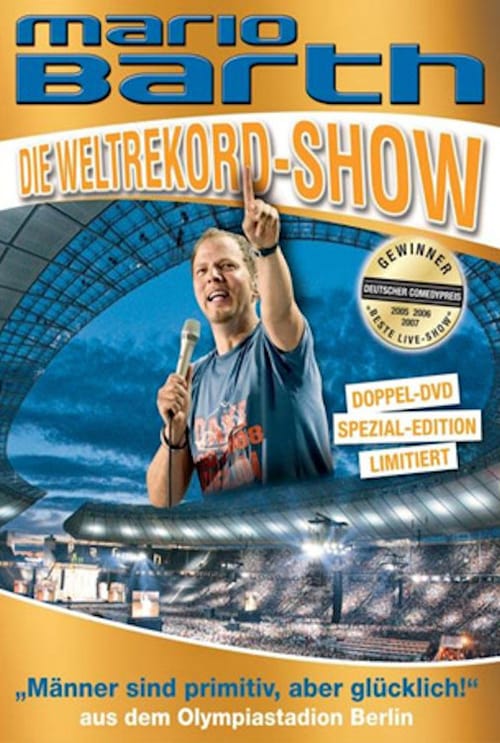 mario
Barth
DIE WELTREKORD-SHOW
GEWINNER
DEUTSCHER COMEDYPREIS
2005 2006
2007
"BESTE LIVE-SHOW"
DOPPEL-DVD
SPEZIAL-EDITION
LIMITIERT
„Männer sind primitiv, aber glücklich!“
aus dem Olympiastadion Berlin